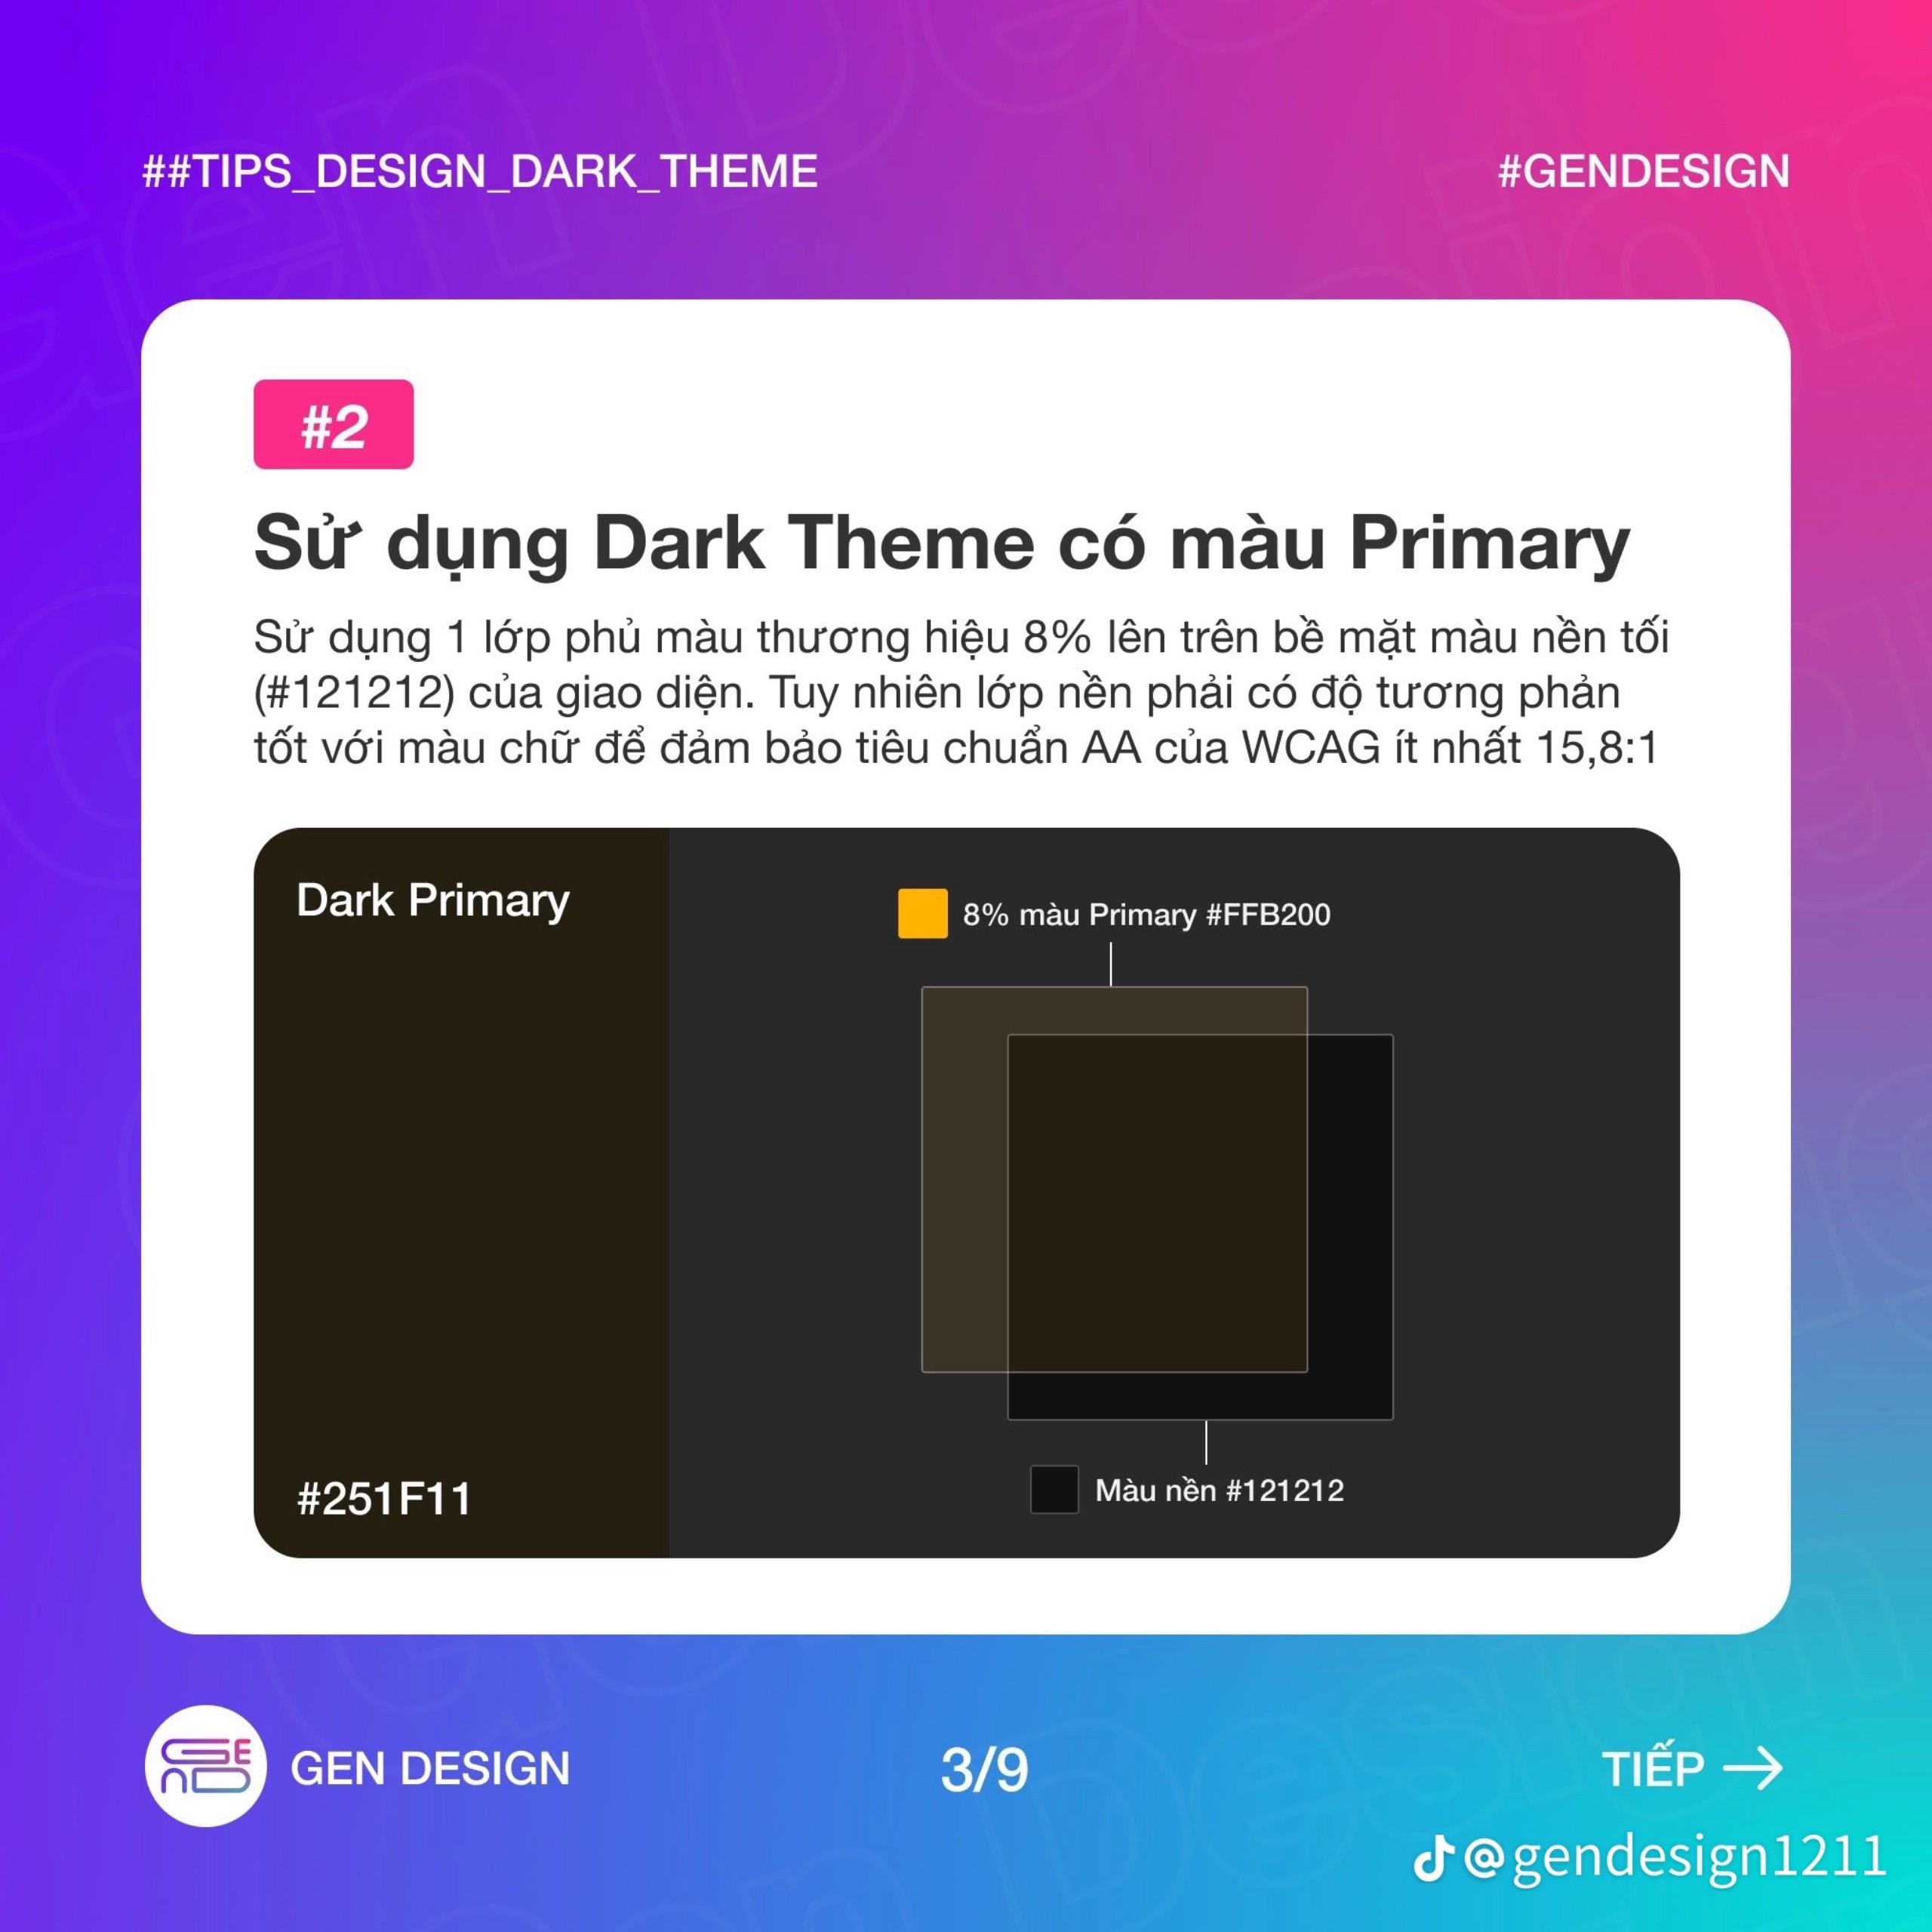 ##TIPS_DESIGN_DARK_THEME
#GENDESIGN
#2
Sử dụng Dark Theme có màu Primary
Sử dụng 1 lớp phủ màu thương hiệu 8% lên trên bề mặt màu nền tối
(#121212) của giao diện. Tuy nhiên lớp nền phải có độ tương phản
tốt với màu chữ để đảm bảo tiêu chuẩn AA của WCAG ít nhất 15,8:1
Dark Primary
8% màu Primary #FFB200
Màu nền #121212
#251F11
GEN DESIGN
3/9
TIẾP →
@gendesign1211